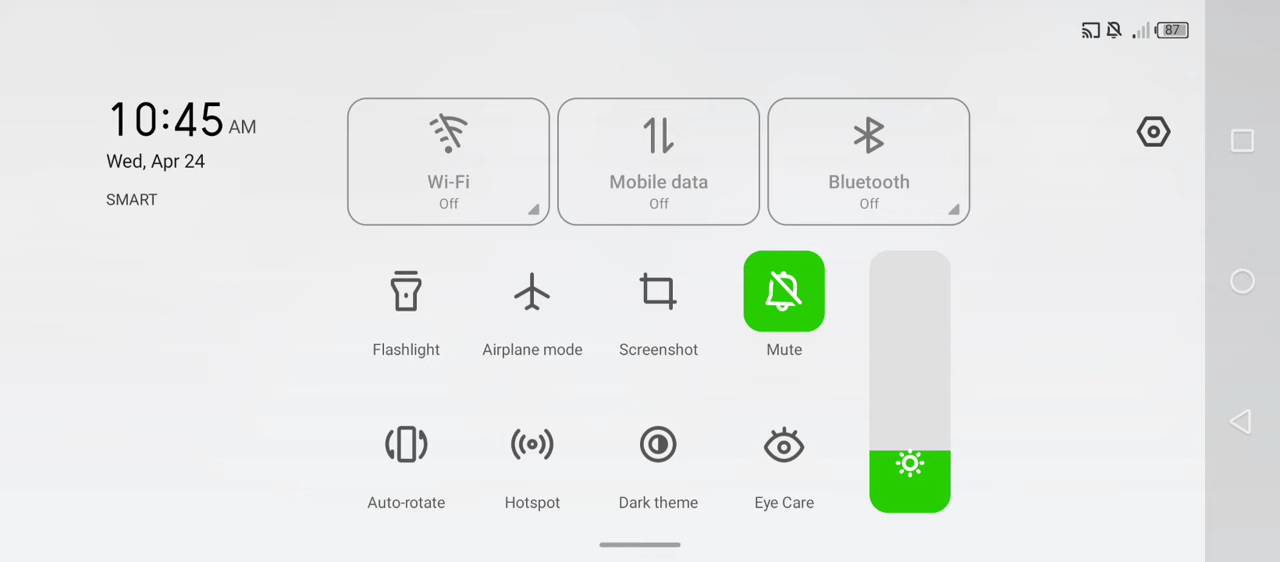 87
10:45 AM
Wed, Apr 24
SMART
Wi-Fi
Off
Mobile data
Off
Bluetooth
Off
Flashlight
Airplane mode
Screenshot
Mute
Auto-rotate
Hotspot
Dark theme
Eye Care